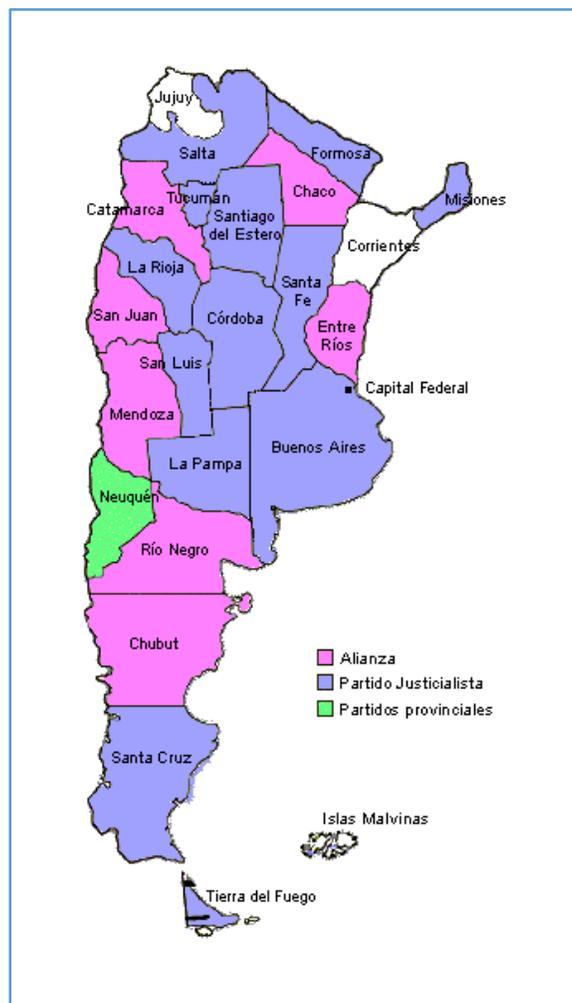 Jujuy
Salta
Formosa
Chaco
Tucumán
Misiones
Catamarca
Santiago
del Estero
Corrientes
La Rioja
Santa
Fe
San Juan
Córdoba
Entre
Ríos
San Luis
Capital Federal
Mendoza
Buenos Aires
La Pampa
Neuquén
Río Negro
Chubut
Alianza
Partido Justicialista
Partidos provinciales
Santa Cruz
Islas Malvinas
Tierra del Fuego